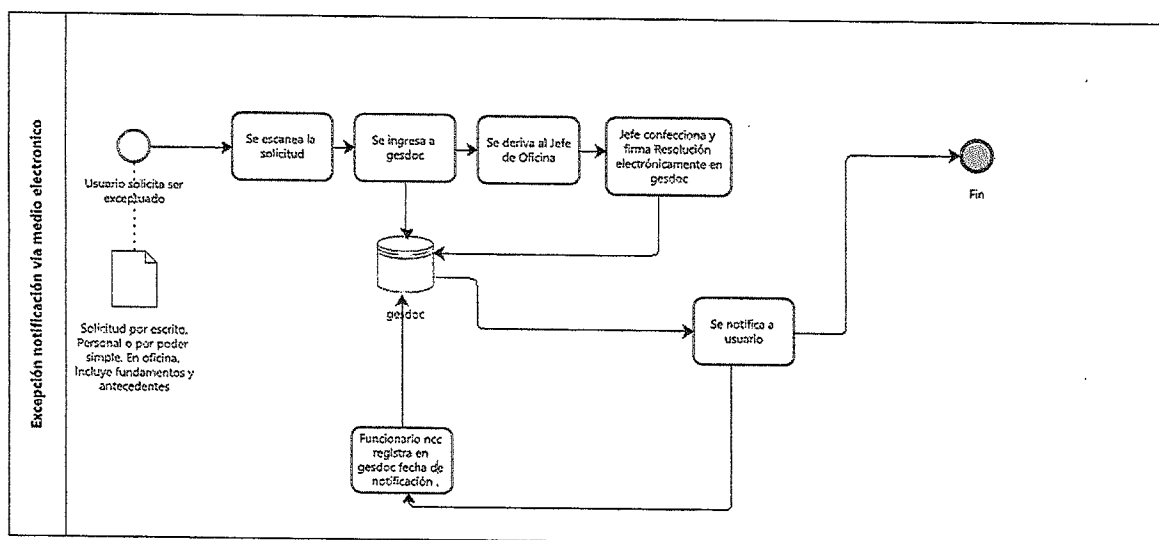 Excepción notificación vía medio electronico
Usuario solicita ser
exceptuado
Solicitud por escrito.
Personal o por poder
simple. En oficina.
Incluye fundamentos y
antecedentes
Se escanea la
solicitud
Se ingresa a
gesdoc
Se deriva al Jefe
de Oficina
Jefe confecciona y
firma Resolución
electrónicamente en
gesdoc
gesdoc
Se notifica a
usuario
Funcionario
registra en
gesdoc fecha de
notificación .
Fin